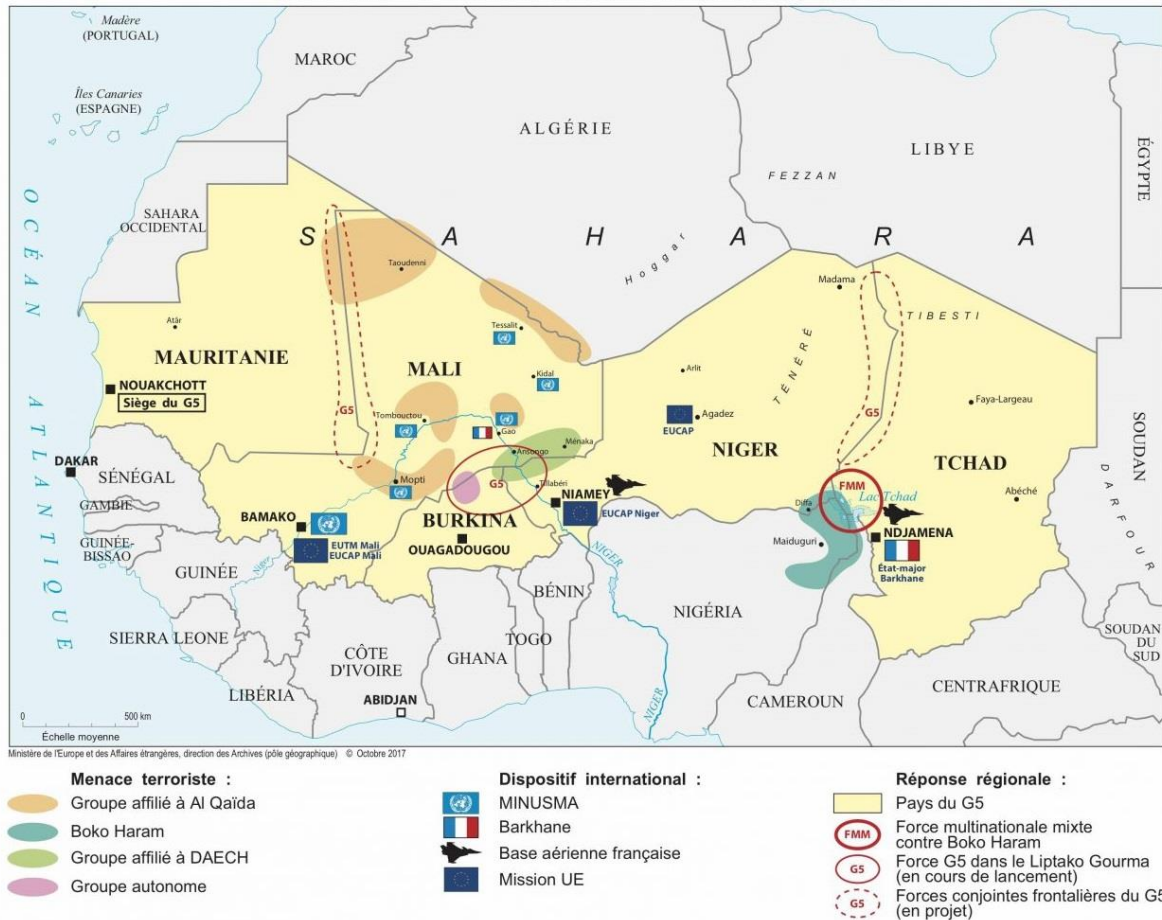 Madère
(PORTUGAL)
Îles Canaries
(ESPAGNE)
MAROC
ALGÉRIE
LIBYE
ÉGYPTE
FEZZAN
SAHARA
OCCIDENTAL
SAHARA
Hoggar
Taoudenni
Madama
TIBESTI
Atâr
Tessalit
TÉNÉRÉ
MAURITANIE
MALI
Kidal
Arlit
NOUAKCHOTT
Siège du G5
G5
Tombouctou
Gao
Agadez
EUCAP
G5
Faya-Largeau
SOUDAN
DARFOUR
OCÉAN ATLANTIQUE
Ménaka
Ansongo
NIGER
TCHAD
DAKAR
SÉNÉGAL
Mopti
G5
Tillabéri
FMM
Lac Tchad
Diffa
Abéché
GAMBIE
NIAMEY
EUCAP Niger
BAMAKO
BURKINA
OUAGADOUGOU
EUTM Mali
EUCAP Mali
NDJAMENA
État-major
Barkhane
Maiduguri
GUINÉE-
BISSAO
Niger
NIGER
GUINÉE
BÉNIN
NIGÉRIA
SIERRA LEONE
CÔTE
D'IVOIRE
GHANA
TOGO
SOUDAN
DU
SUD
LIBÉRIA
ABIDJAN
NIGER
CAMEROUN
CENTRAFRIQUE
0 500 km
Échelle moyenne
Ministère de l'Europe et des Affaires étrangères, direction des Archives (pôle géographique) © Octobre 2017
Menace terroriste :
Groupe affilié à Al Qaïda
Boko Haram
Groupe affilié à DAECH
Groupe autonome
Dispositif international :
MINUSMA
Barkhane
Base aérienne française
Mission UE
Réponse régionale :
Pays du G5
FMM
Force multinationale mixte
contre Boko Haram
G5
Force G5 dans le Liptako Gourma
(en cours de lancement)
G5
Forces conjointes frontalières du G5
(en projet)